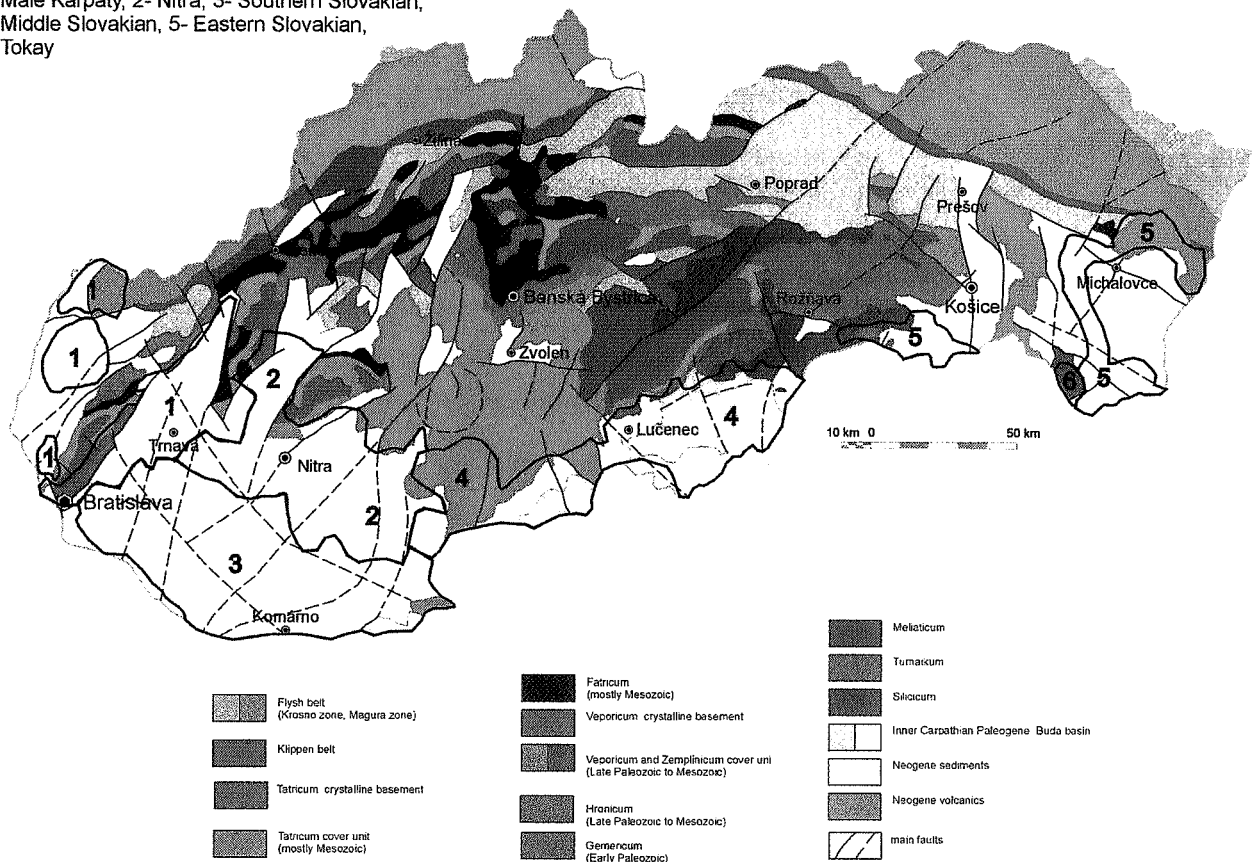 Male Karpaty, 2- Nitra, 3- Southern Slovakian,
Middle Slovakian, 5- Eastern Slovakian,
Tokay
Žilina
Poprad
Prešov
5
Michalovce
1
Banská Bystrica
Rožňava
Košice
1
2
Zvolen
5
6
5
1
Trnava
Lučenec
4
10 km 0 50 km
1
Nitra
4
Bratislava
2
3
Komárno
Flysh belt
(Krosno zone, Magura zone)
Klippen belt
Tatricum crystalline basement
Tatricum cover unit
(mostly Mesozoic)
Fatricum
(mostly Mesozoic)
Veporicum crystalline basement
Veporicum and Zemplinicum cover uni
(Late Paleozoic to Mesozoic)
Hronicum
(Late Paleozoic to Mesozoic)
Gemericum
(Early Paleozoic)
Meliaticum
Turnaikum
Silicicum
Inner Carpathian Paleogene Buda basin
Neogene sediments
Neogene volcanics
main faults